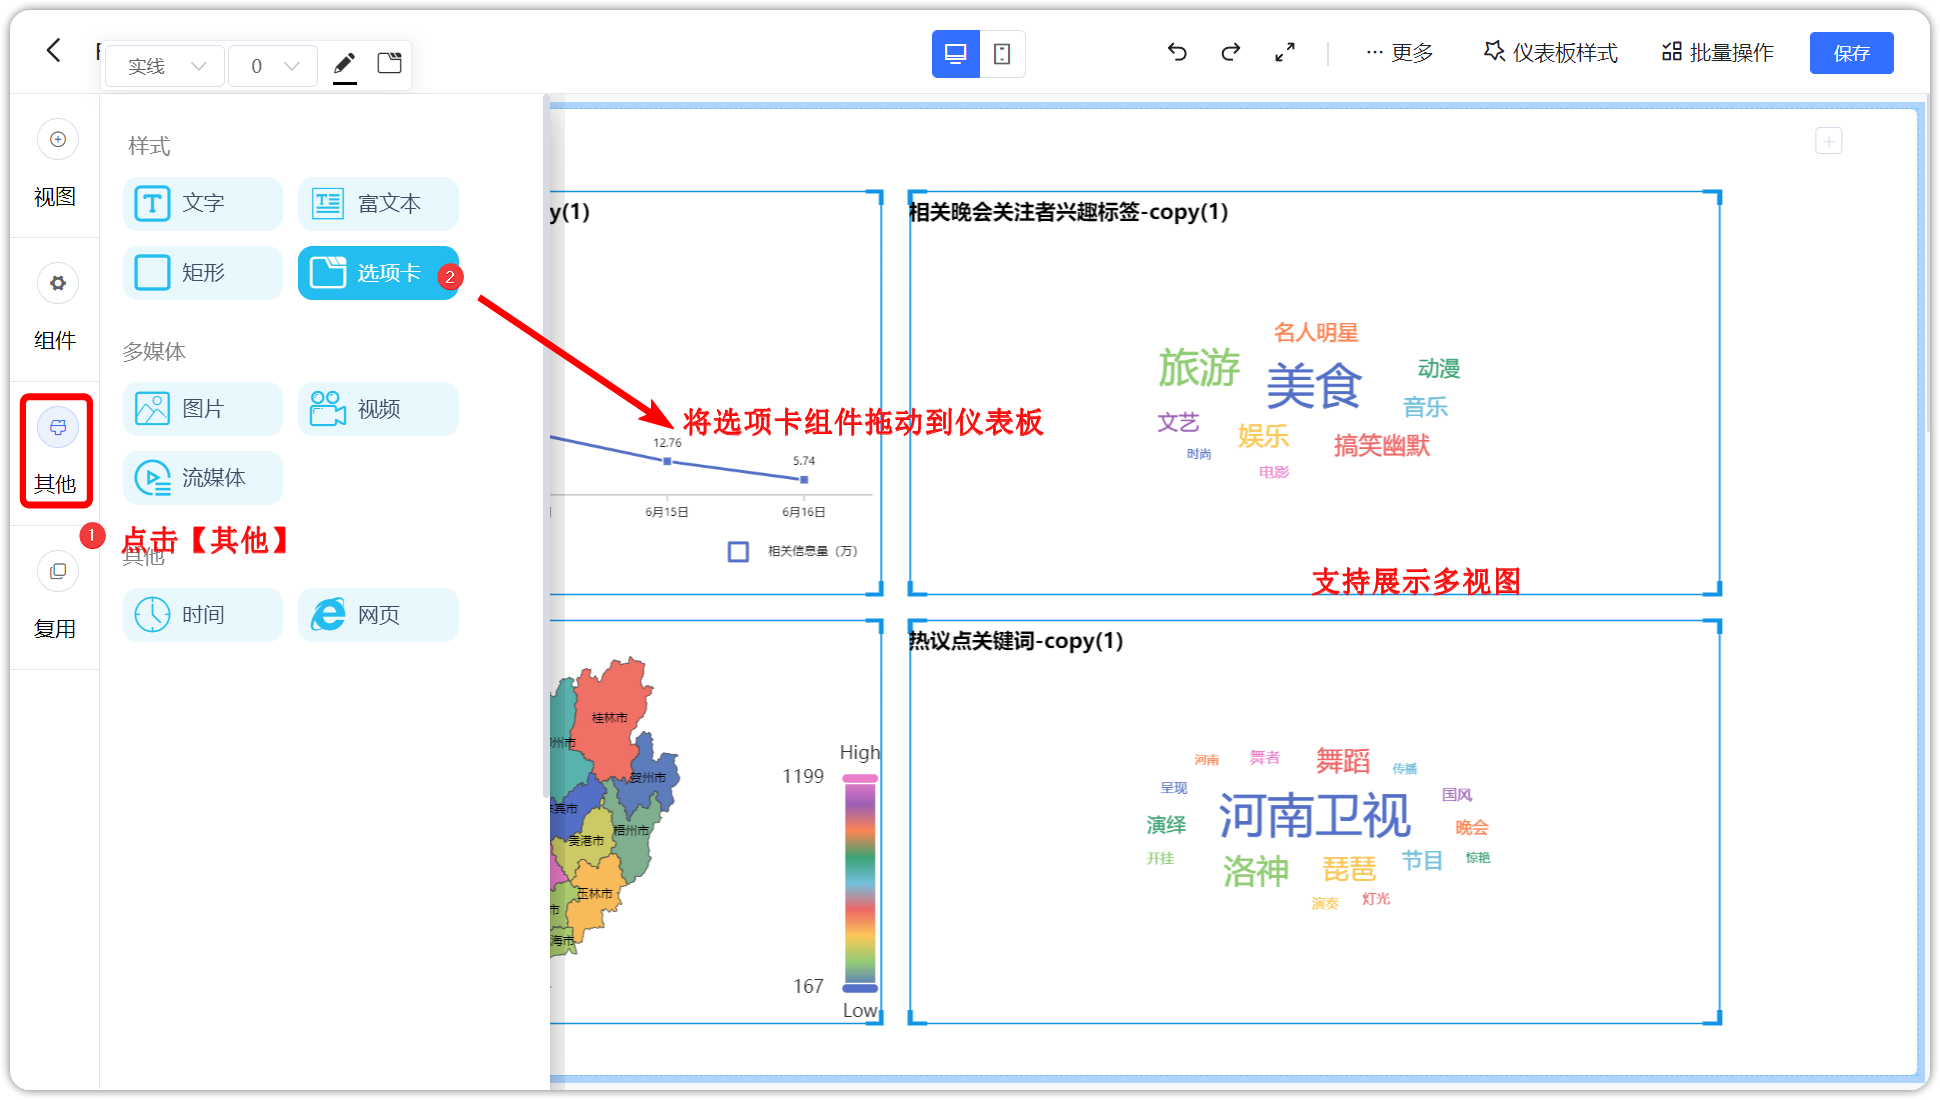 实线
0
更多
仪表板样式
批量操作
保存
视图
组件
其他
复用
样式
文字
富文本
矩形
选项卡
2
多媒体
图片
视频
流媒体
1
点击【其他】
其他
时间
网页
将选项卡组件拖动到仪表板
支持展示多视图
y(1)
12.76
5.74
6月15日
6月16日
相关信息量（万）
相关晚会关注者兴趣标签-copy(1)
名人明星
旅游
美食
动漫
音乐
文艺
娱乐
搞笑幽默
时尚
电影
桂林市
州市
贺州市
宾市
梧州市
贵港市
玉林市
市
海市
High
1199
167
Low
热议点关键词-copy(1)
河南
舞者
舞蹈
传播
呈现
河南卫视
国风
演绎
晚会
开挂
洛神
琵琶
节目
惊艳
演奏
灯光